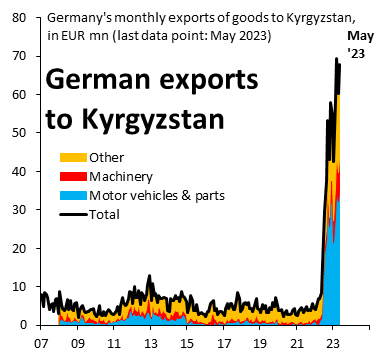 Germany's monthly exports of goods to Kyrgyzstan,
in EUR mn (last data point: May 2023)
May
'23
German exports
to Kyrgyzstan
Other
Machinery
Motor vehicles & parts
Total
80
70
60
50
40
30
20
10
0
07 09 11 13 15 17 19 21 23